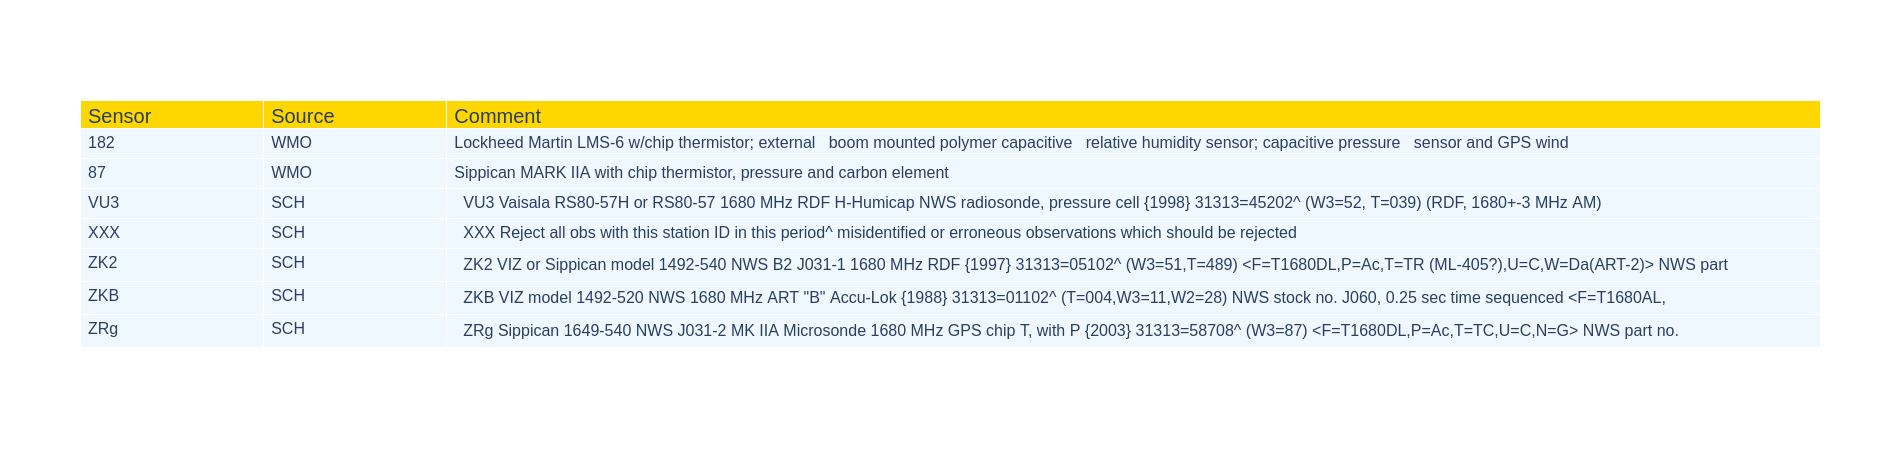 Sensor Source Comment
182 WMO Lockheed Martin LMS-6 w/chip thermistor; external   boom mounted polymer capacitive   relative humidity sensor; capacitive pressure   sensor and GPS wind
87 WMO Sippican MARK IIA with chip thermistor, pressure and carbon element
VU3 SCH VU3 Vaisala RS80-57H or RS80-57 1680 MHz RDF H-Humicap NWS radiosonde, pressure cell {1998} 31313=45202^ (W3=52, T=039) (RDF, 1680+-3 MHz AM)
XXX SCH XXX Reject all obs with this station ID in this period^ misidentified or erroneous observations which should be rejected
ZK2 SCH ZK2 VIZ or Sippican model 1492-540 NWS B2 J031-1 1680 MHz RDF {1997} 31313=05102^ (W3=51,T=489) <F=T1680DL,P=Ac,T=TR (ML-405?),U=C,W=Da(ART-2)> NWS part
ZKB SCH ZKB VIZ model 1492-520 NWS 1680 MHz ART "B" Accu-Lok {1988} 31313=01102^ (T=004,W3=11,W2=28) NWS stock no. J060, 0.25 sec time sequenced <F=T1680AL,
ZRg SCH ZRg Sippican 1649-540 NWS J031-2 MK IIA Microsonde 1680 MHz GPS chip T, with P {2003} 31313=58708^ (W3=87) <F=T1680DL,P=Ac,T=TC,U=C,N=G> NWS part no.